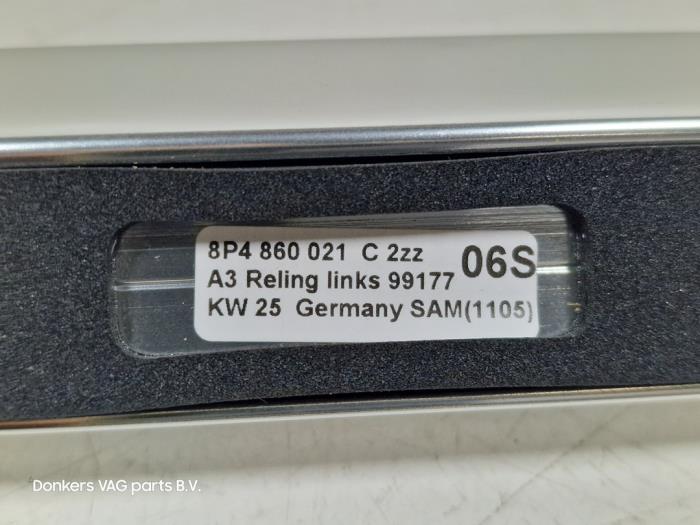 8P4 860 021 C 2zz 06S
A3 Reling links 99177
KW 25 Germany SAM(1105)
Donkers VAG parts B.V.